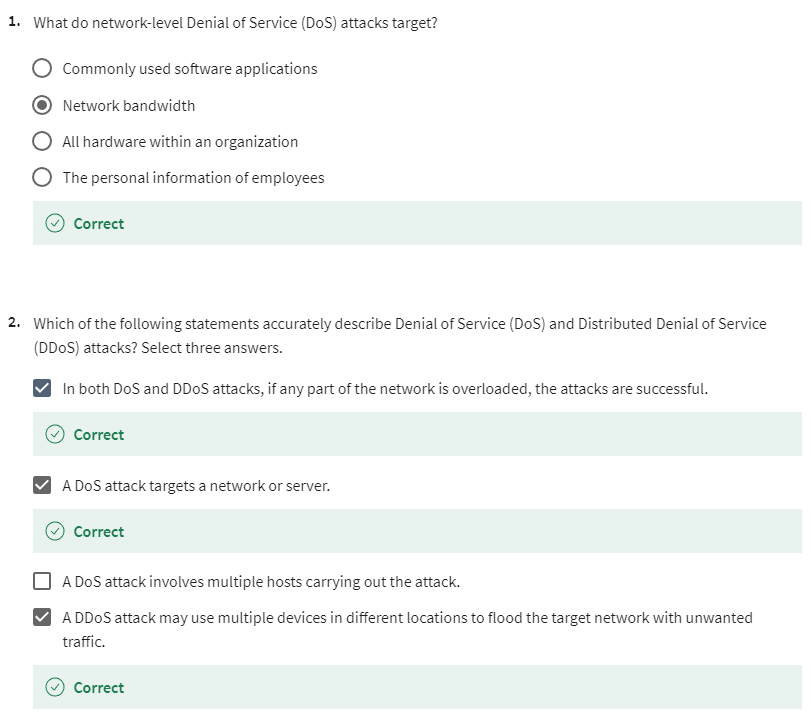 1. What do network-level Denial of Service (DoS) attacks target?
Commonly used software applications
Network bandwidth
All hardware within an organization
The personal information of employees
Correct
2. Which of the following statements accurately describe Denial of Service (DoS) and Distributed Denial of Service
(DDoS) attacks? Select three answers.
In both DoS and DDoS attacks, if any part of the network is overloaded, the attacks are successful.
Correct
A DoS attack targets a network or server.
Correct
A DoS attack involves multiple hosts carrying out the attack.
A DDoS attack may use multiple devices in different locations to flood the target network with unwanted
traffic.
Correct